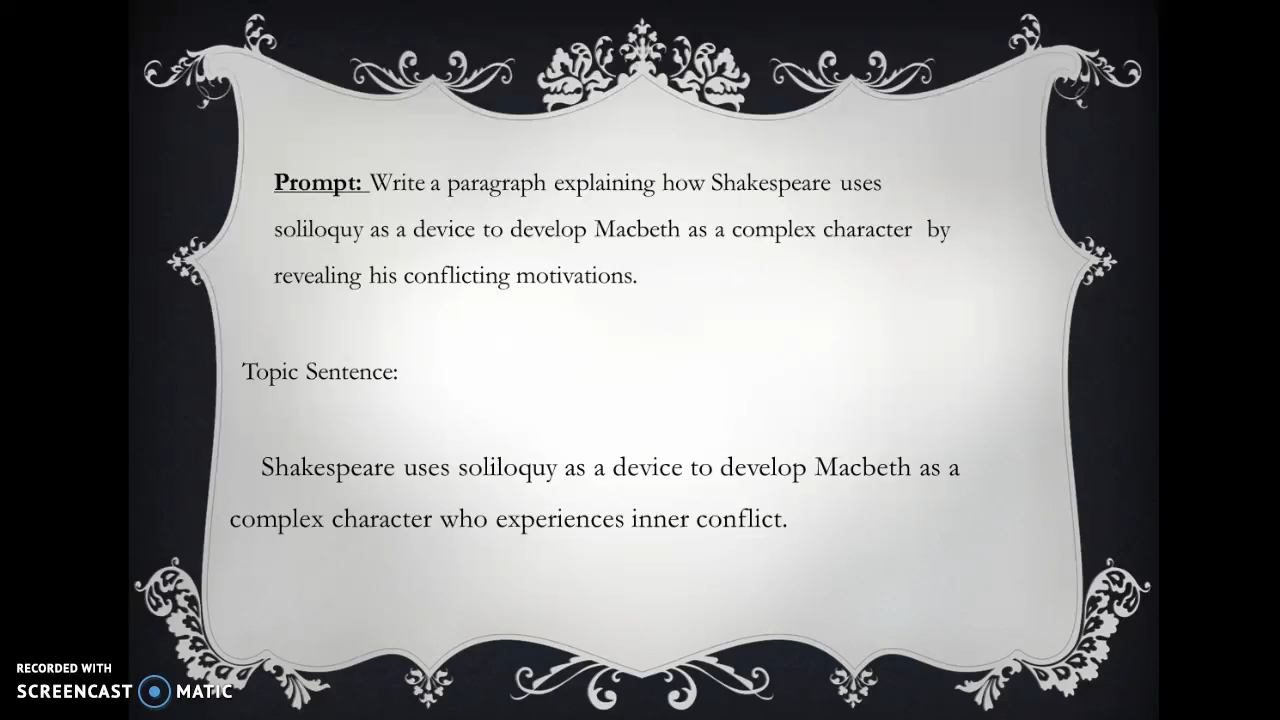 Prompt: Write a paragraph explaining how Shakespeare uses
soliloquy as a device to develop Macbeth as a complex character by
revealing his conflicting motivations.
Topic Sentence:
Shakespeare uses soliloquy as a device to develop Macbeth as a
complex character who experiences inner conflict.
RECORDED WITH
SCREENCAST MATIC